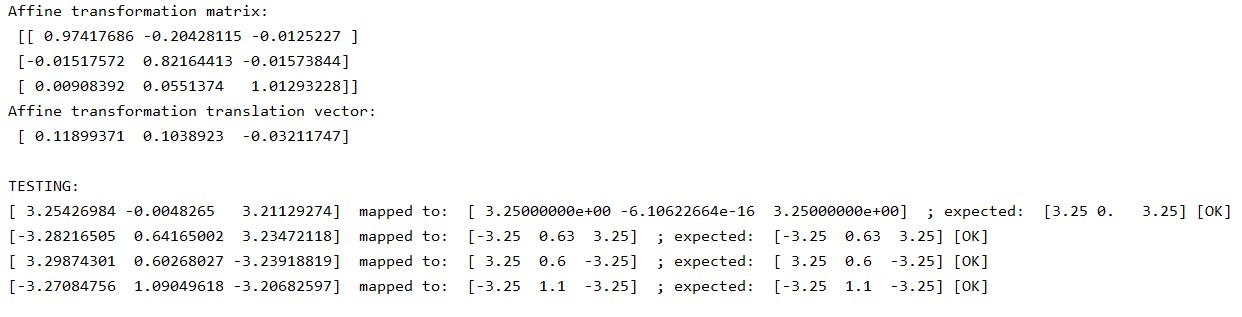 Affine transformation matrix:
[[ 0.97417686 -0.20428115 -0.0125227 ]
[-0.01517572  0.82164413 -0.01573844]
[ 0.00908392  0.0551374   1.01293228]]
Affine transformation translation vector:
[ 0.11899371  0.1038923  -0.03211747]
TESTING:
[ 3.25426984 -0.0048265   3.21129274]  mapped to:  [ 3.25000000e+00 -6.10622664e-16  3.25000000e+00]  ; expected:  [3.25 0.   3.25] [OK]
[-3.28216505  0.64165002  3.23472118]  mapped to:  [-3.25  0.63  3.25]  ; expected:  [-3.25  0.63  3.25] [OK]
[ 3.29874301  0.60268027 -3.23918819]  mapped to:  [ 3.25  0.6  -3.25]  ; expected:  [ 3.25  0.6  -3.25] [OK]
[-3.27084756  1.09049618 -3.20682597]  mapped to:  [-3.25  1.1  -3.25]  ; expected:  [-3.25  1.1  -3.25] [OK]